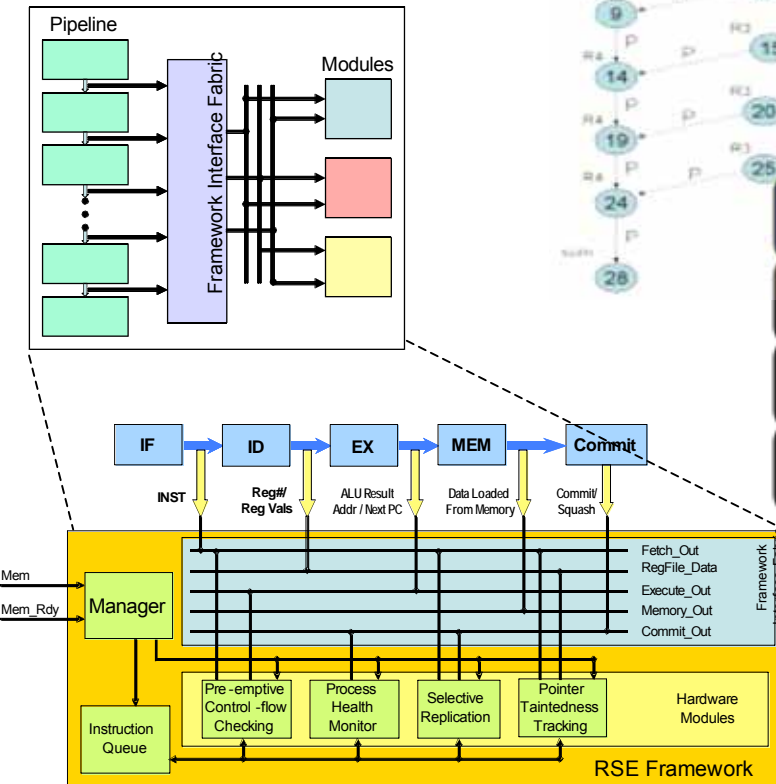 Pipeline
Framework Interface Fabric
Modules
9
P
R4
R3
15
14
P
P
R4
R3
20
19
P
P
R4
R3
25
24
P
P
28
IF
ID
EX
MEM
Commit
INST
Reg#/
Reg Vals
ALU Result
Addr / Next PC
Data Loaded
From Memory
Commit/
Squash
Mem
Mem_Rdy
Manager
Fetch_Out
RegFile_Data
Execute_Out
Memory_Out
Commit_Out
Framework
Instruction
Queue
Pre -emptive
Control -flow
Checking
Process
Health
Monitor
Selective
Replication
Pointer
Taintedness
Tracking
Hardware
Modules
RSE Framework